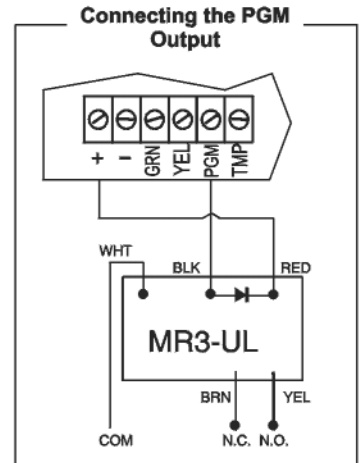 Connecting the PGM
Output
+ - GRN YEL PGM TMP
WHT BLK RED
MR3-UL
BRN YEL
COM N.C. N.O.